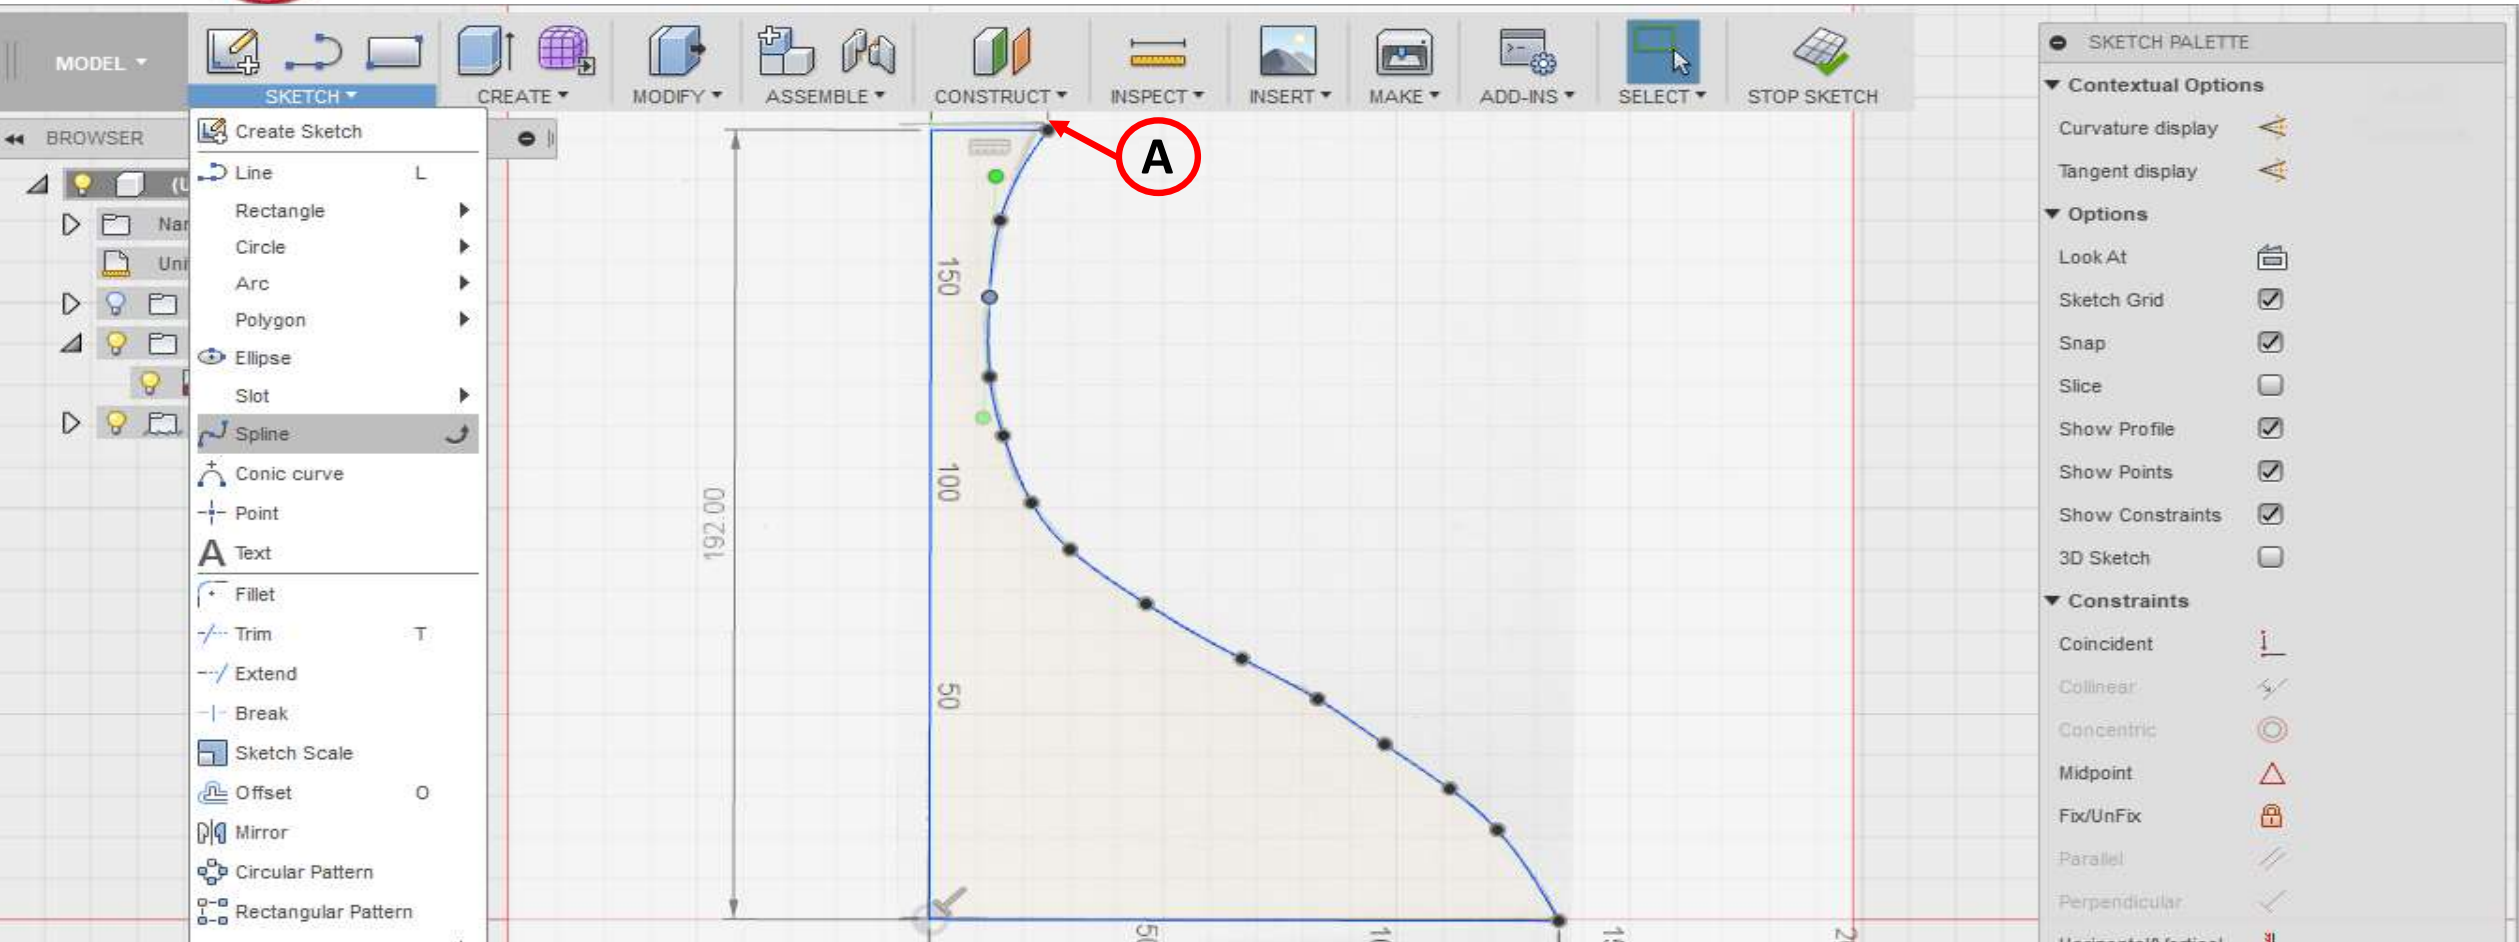 MODEL
SKETCH
CREATE
MODIFY
ASSEMBLE
CONSTRUCT
INSPECT
INSERT
MAKE
ADD-INS
SELECT
STOP SKETCH
BROWSER
(U
Nar
Uni
Create Sketch
Line L
Rectangle
Circle
Arc
Polygon
Ellipse
Slot
Spline
Conic curve
Point
Text
Fillet
Trim T
Extend
Break
Sketch Scale
Offset O
Mirror
Circular Pattern
Rectangular Pattern
A
150
100
50
192.00
SKETCH PALETTE
Contextual Options
Curvature display
Tangent display
Options
Look At
Sketch Grid
Snap
Slice
Show Profile
Show Points
Show Constraints
3D Sketch
Constraints
Coincident
Collinear
Concentric
Midpoint
Fix/UnFix
Parallel
Perpendicular